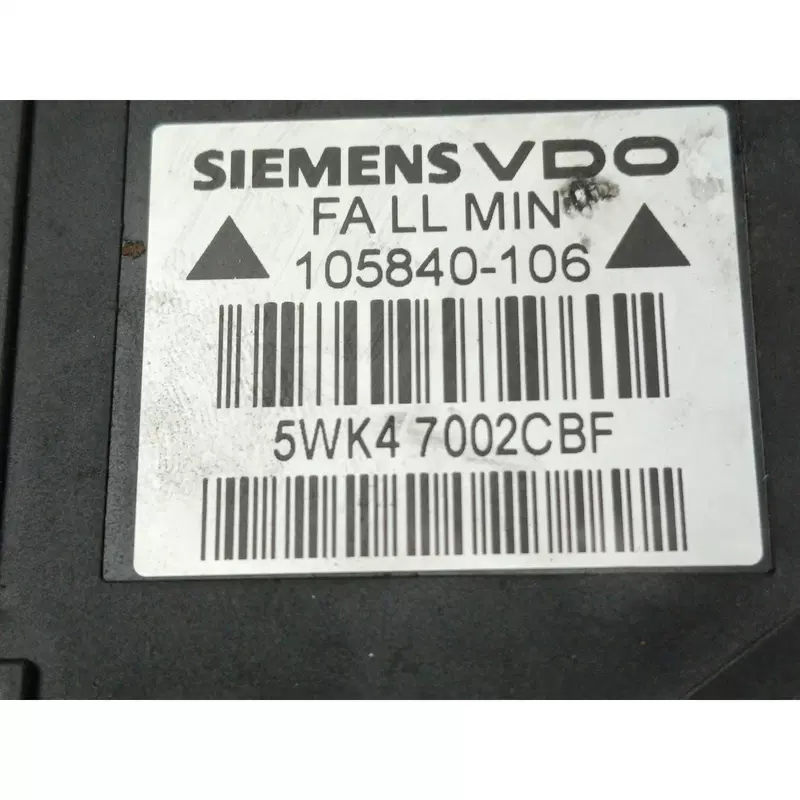 SIEMENS VDO
FA LL MIN
105840-106
5WK4 7002CBF